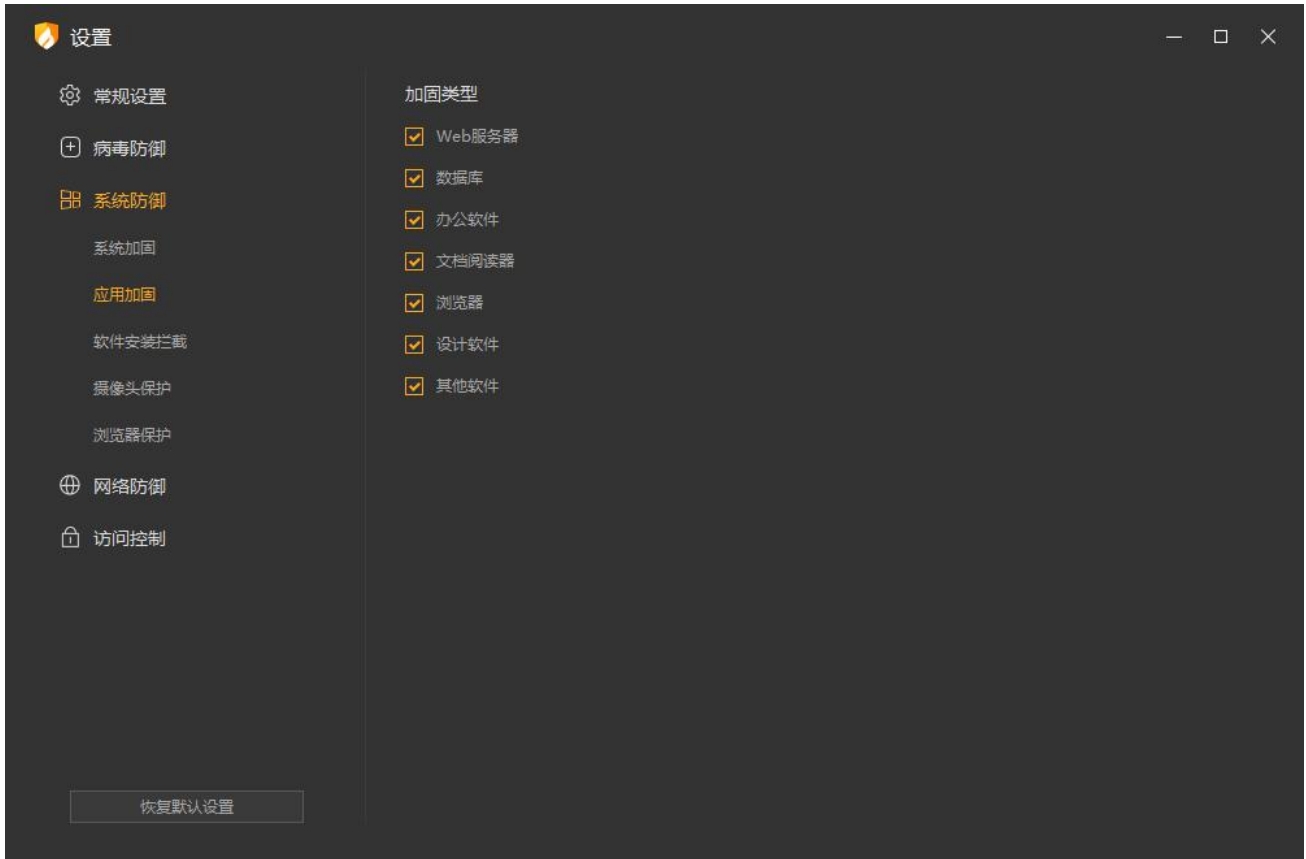 设置
常规设置
病毒防御
系统防御
系统加固
应用加固
软件安装拦截
摄像头保护
浏览器保护
网络防御
访问控制
恢复默认设置
加固类型
Web服务器
数据库
办公软件
文档阅读器
浏览器
设计软件
其他软件